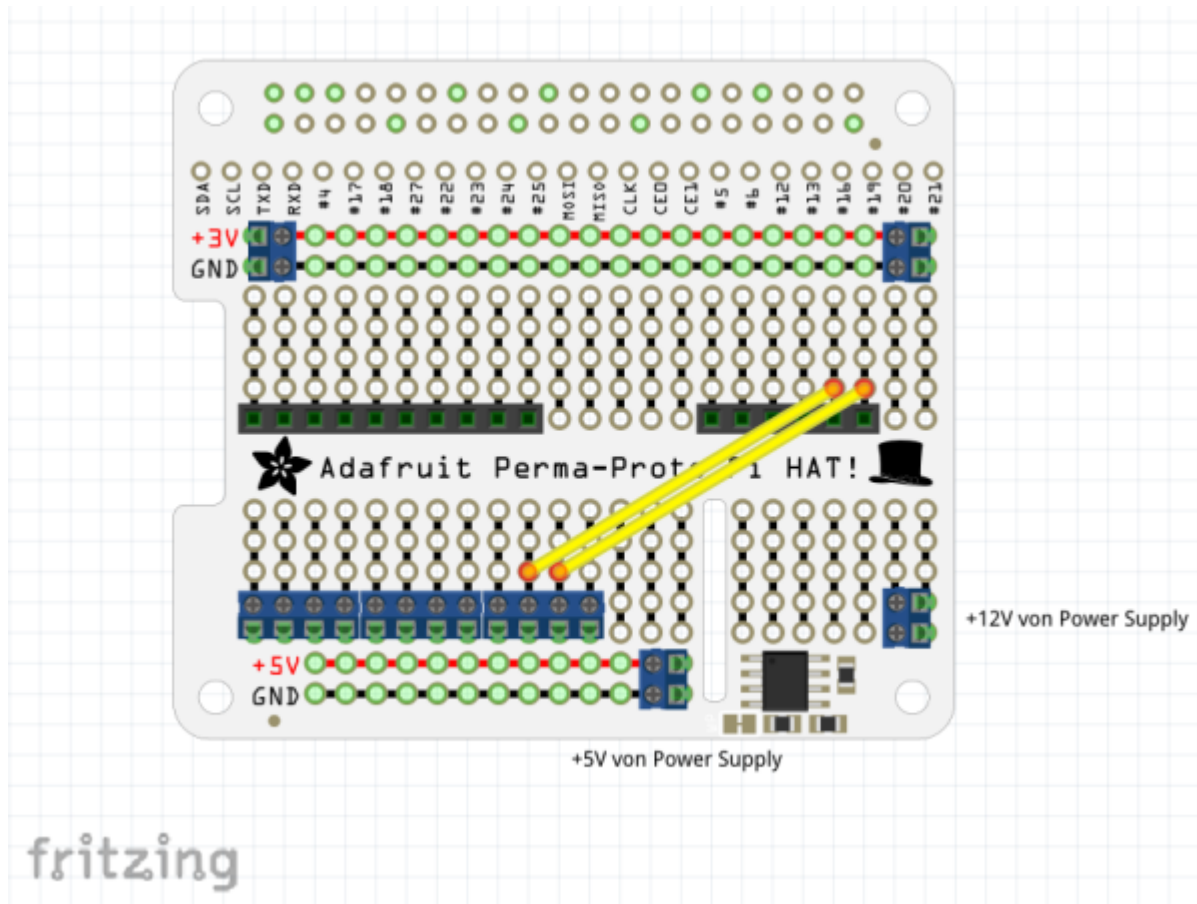 SDA SCL TXD RXD #4 #17 #18 #27 #22 #23 #24 #25 MOSI MISO CLK CE0 CE1 #5 #6 #12 #13 #16 #19 #20 #21
+3V
GND
Adafruit Perma-Proto Pi HAT!
+12V von Power Supply
+5V
GND
+5V von Power Supply
fritzing